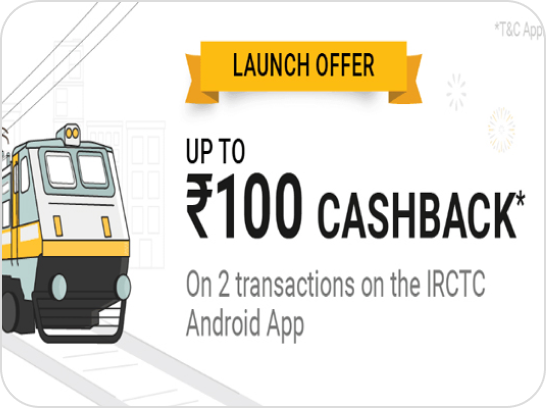 *T&C App
LAUNCH OFFER
UP TO
₹100 CASHBACK*
On 2 transactions on the IRCTC
Android App